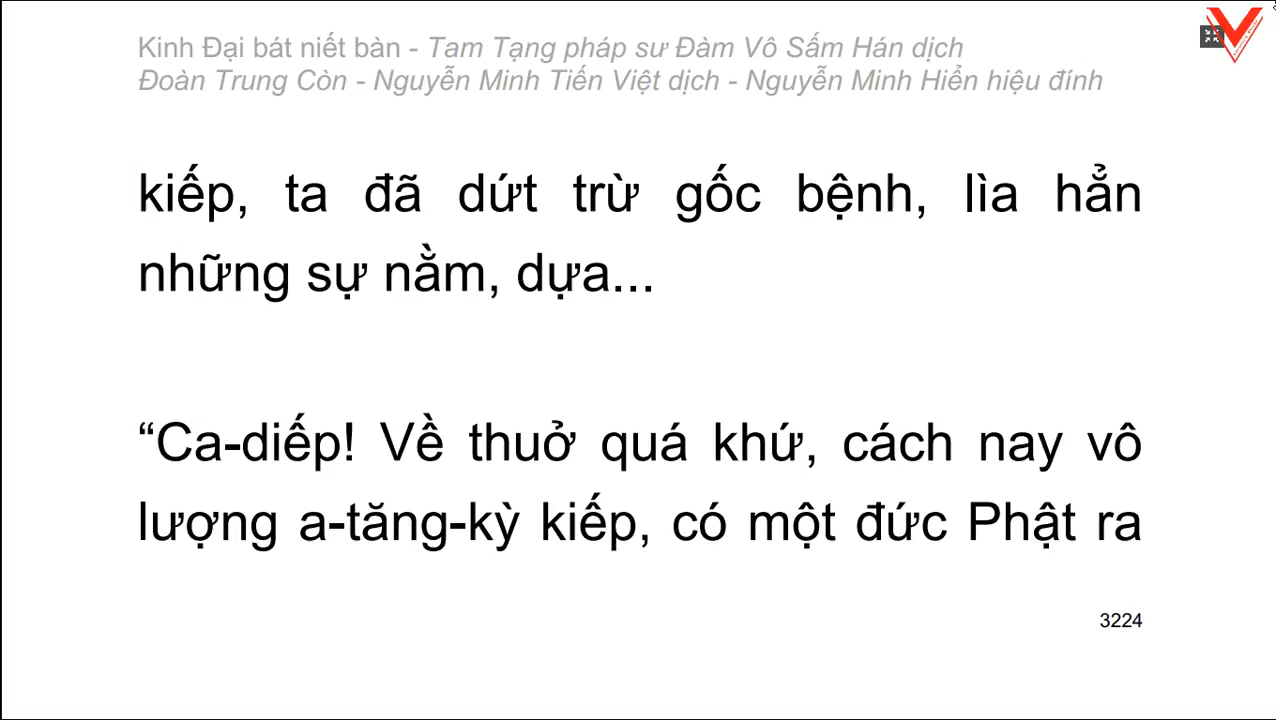 Kinh Đại bát niết bàn - Tam Tạng pháp sư Đàm Vô Sấm Hán dịch
Đoàn Trung Còn - Nguyễn Minh Tiến Việt dịch - Nguyễn Minh Hiển hiệu đính
kiếp, ta đã dứt trừ gốc bệnh, lìa hẳn
những sự nằm, dựa...
“Ca-diếp! Về thuở quá khứ, cách nay vô
lượng a-tăng-kỳ kiếp, có một đức Phật ra
3224